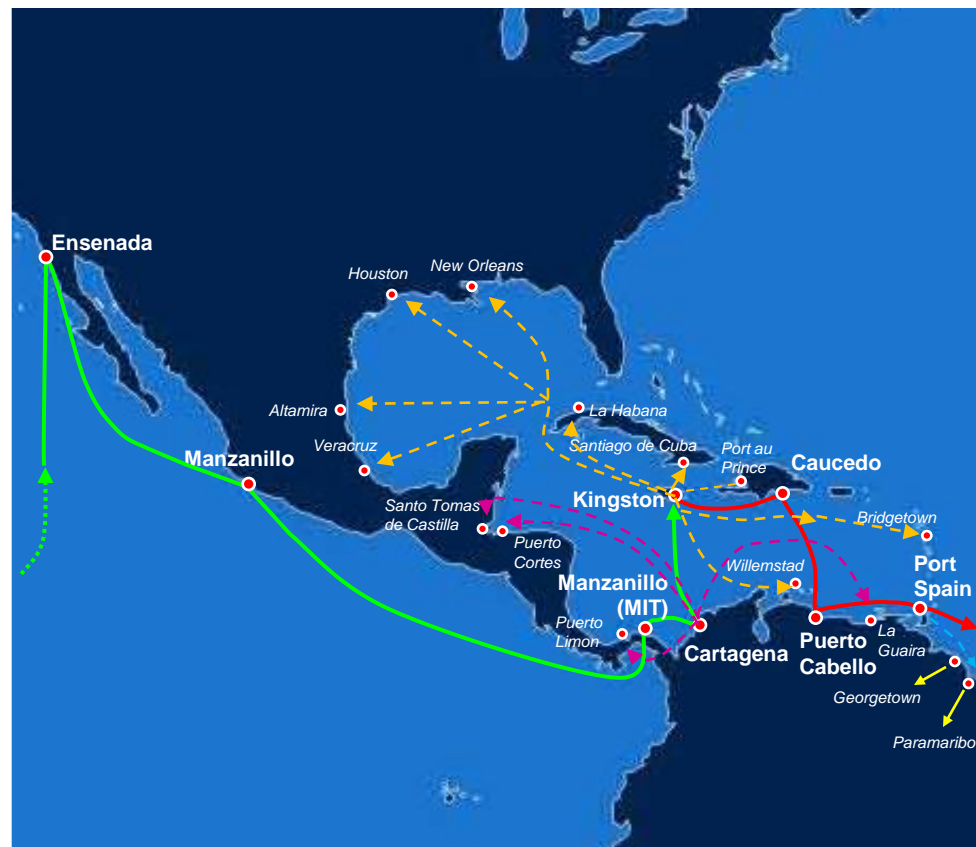 Ensenada
New Orleans
Houston
Altamira
La Habana
Veracruz
Santiago de Cuba
Port au
Prince
Manzanillo
Caucedo
Kingston
Santo Tomas
de Castilla
Bridgetown
Puerto
Cortes
Willemstad
Port
Spain
Manzanillo
(MIT)
Puerto
Limon
Cartagena
Puerto
Cabello
La
Guaira
Georgetown
Paramaribo